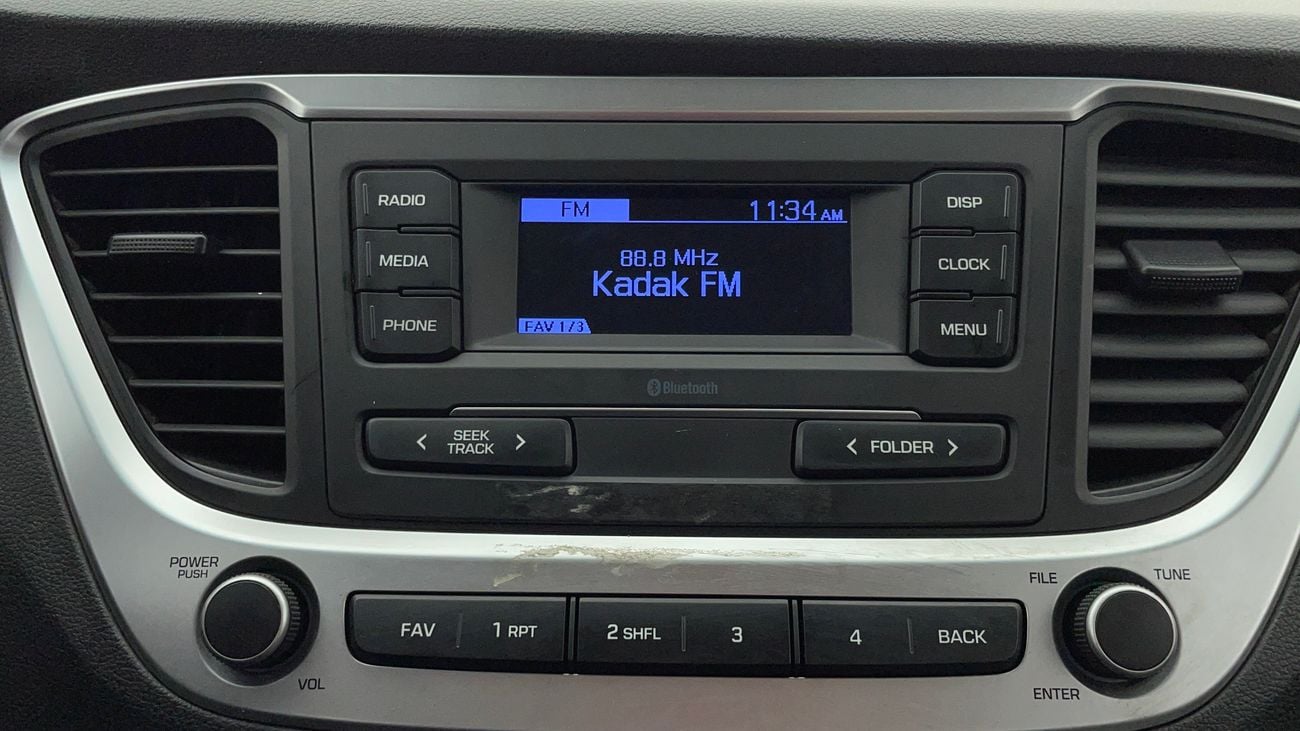 RADIO
MEDIA
PHONE
FM 11:34 AM
88.8 MHz
Kadak FM
FAV 1/3
DISP
CLOCK
MENU
Bluetooth
< SEEK TRACK >
< FOLDER >
POWER
PUSH
VOL
FAV 1 RPT 2 SHFL 3 4 BACK
FILE TUNE
ENTER